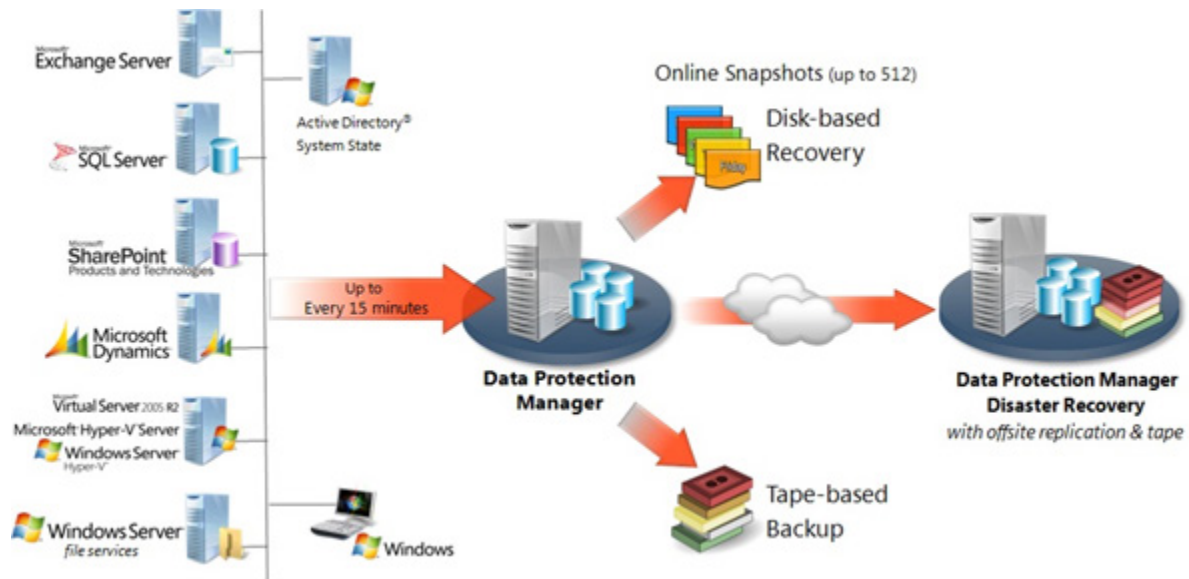 Microsoft
Exchange Server
Active Directory®
System State
Microsoft
SQL Server
Microsoft
SharePoint
Products and Technologies
Microsoft
Dynamics
Microsoft
Virtual Server 2005 R2
Microsoft Hyper-V Server
Windows Server
Hyper-V
Windows Server
file services
Windows
Up to
Every 15 minutes
Data Protection
Manager
Online Snapshots (up to 512)
Disk-based
Recovery
Friday
Tape-based
Backup
Data Protection Manager
Disaster Recovery
with offsite replication & tape